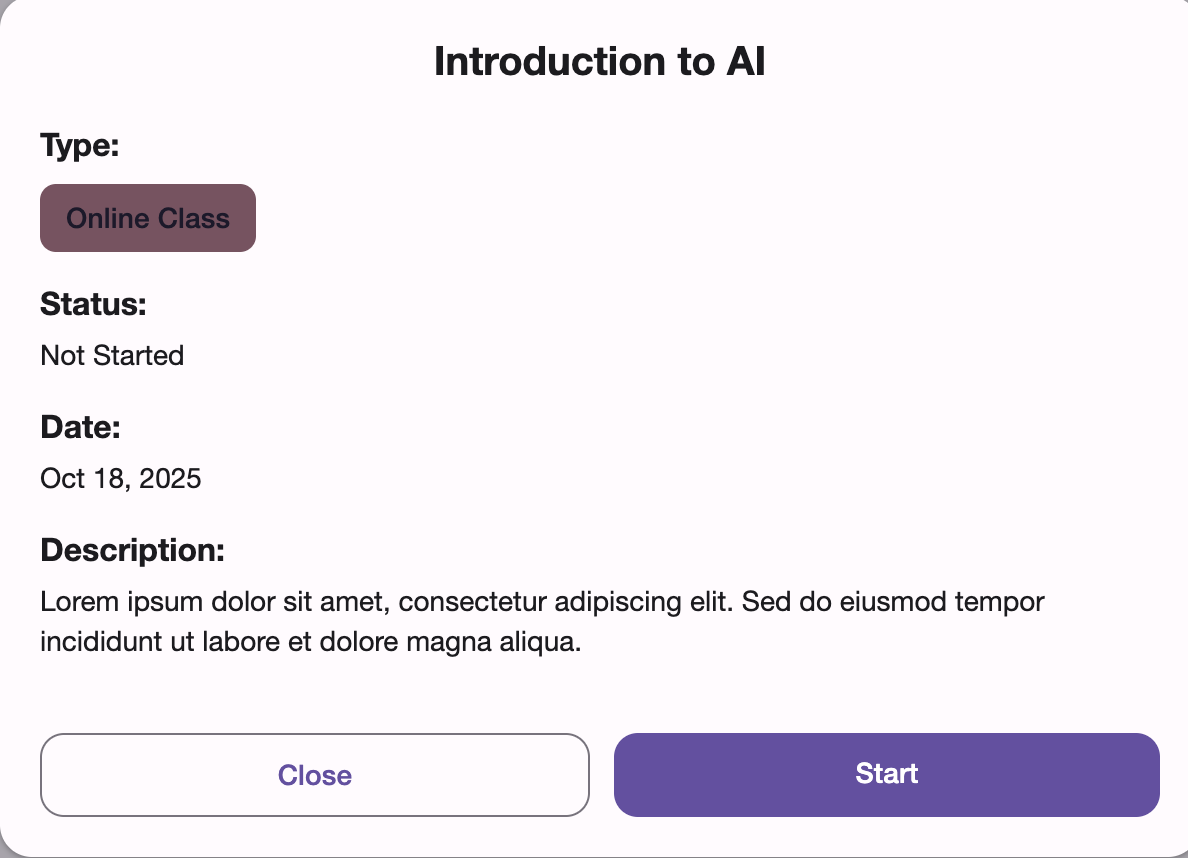 Introduction to AI
Type:
Online Class
Status:
Not Started
Date:
Oct 18, 2025
Description:
Lorem ipsum dolor sit amet, consectetur adipiscing elit. Sed do eiusmod tempor
incididunt ut labore et dolore magna aliqua.
Close
Start